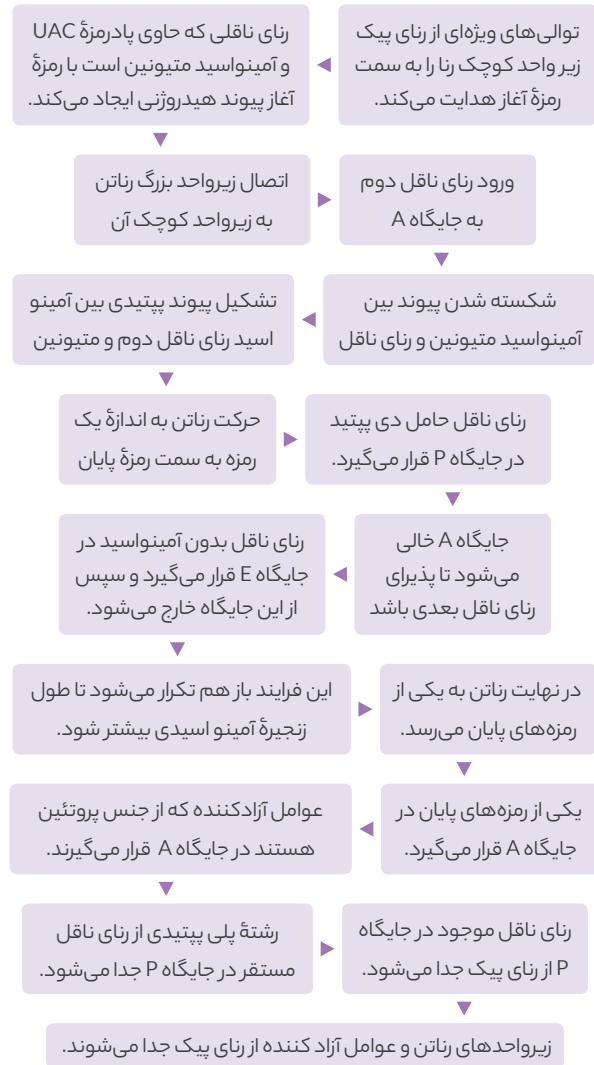 توالی‌های ویژه‌ای از رنای پیک
زیر واحد کوچک رنا را به سمت
رمزهٔ آغاز هدایت می‌کند.
رنای ناقلی که حاوی پادرمزهٔ UAC
و آمینواسید متیونین است با رمزهٔ
آغاز پیوند هیدروژنی ایجاد می‌کند.
اتصال زیرواحد بزرگ رناتن
به زیرواحد کوچک آن
ورود رنای ناقل دوم
به جایگاه A
شکسته شدن پیوند بین
آمینواسید متیونین و رنای ناقل
تشکیل پیوند پپتیدی بین آمینو
اسید رنای ناقل دوم و متیونین
حرکت رناتن به اندازهٔ یک
رمزه به سمت رمزهٔ پایان
رنای ناقل حامل دی پپتید
در جایگاه P قرار می‌گیرد.
جایگاه A خالی
می‌شود تا پذیرای
رنای ناقل بعدی باشد
رنای ناقل بدون آمینواسید در
جایگاه E قرار می‌گیرد و سپس
از این جایگاه خارج می‌شود.
این فرایند باز هم تکرار می‌شود تا طول
زنجیرهٔ آمینو اسیدی بیشتر شود.
در نهایت رناتن به یکی از
رمزه‌های پایان می‌رسد.
یکی از رمزه‌های پایان در
جایگاه A قرار می‌گیرد.
عوامل آزادکننده که از جنس پروتئین
هستند در جایگاه A قرار می‌گیرند.
رشتهٔ پلی پپتیدی از رنای ناقل
مستقر در جایگاه P جدا می‌شود.
رنای ناقل موجود در جایگاه
P از رنای پیک جدا می‌شود.
زیرواحدهای رناتن و عوامل آزاد کننده از رنای پیک جدا می‌شوند.